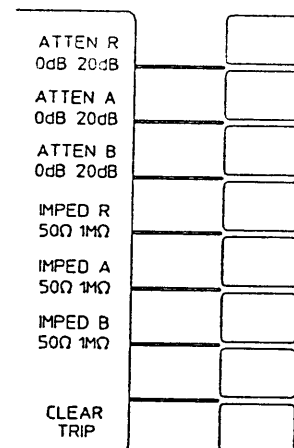 ATTEN R
0dB 20dB
ATTEN A
0dB 20dB
ATTEN B
0dB 20dB
IMPED R
50Ω 1MΩ
IMPED A
50Ω 1MΩ
IMPED B
50Ω 1MΩ
CLEAR
TRIP